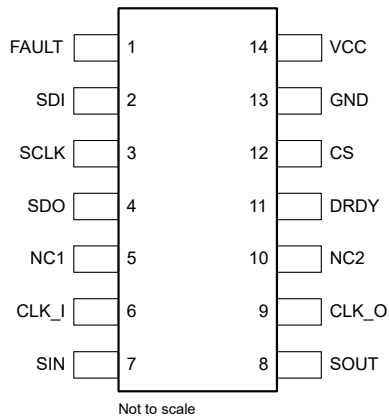 FAULT 1 14 VCC
SDI 2 13 GND
SCLK 3 12 CS
SDO 4 11 DRDY
NC1 5 10 NC2
CLK_I 6 9 CLK_O
SIN 7 8 SOUT
Not to scale